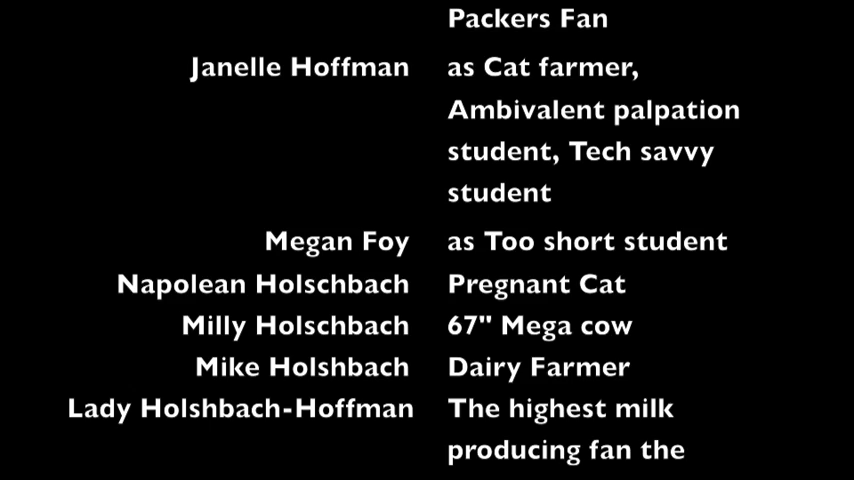 Packers Fan
Janelle Hoffman as Cat farmer,
Ambivalent palpation
student, Tech savvy
student
Megan Foy as Too short student
Napolean Holschbach Pregnant Cat
Milly Holschbach 67" Mega cow
Mike Holshbach Dairy Farmer
Lady Holshbach-Hoffman The highest milk
producing fan the